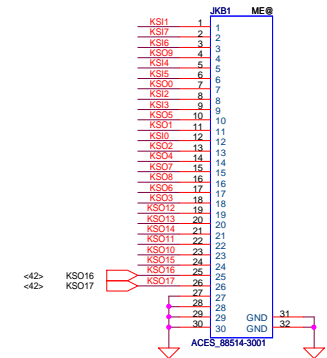 JKB1 ME@
KSI1 1 1
KSI7 2 2
KSI6 3 3
KSO9 4 4
KSI4 5 5
KSI5 6 6
KSO0 7 7
KSI2 8 8
KSI3 9 9
KSO5 10 10
KSO1 11 11
KSI0 12 12
KSO2 13 13
KSO4 14 14
KSO7 15 15
KSO8 16 16
KSO6 17 17
KSO3 18 18
KSO12 19 19
KSO13 20 20
KSO14 21 21
KSO11 22 22
KSO10 23 23
KSO15 24 24
<42> KSO16 KSO16 25 25
<42> KSO17 KSO17 26 26
27 27
28 28
29 29 GND 31
30 30 GND 32
ACES_88514-3001